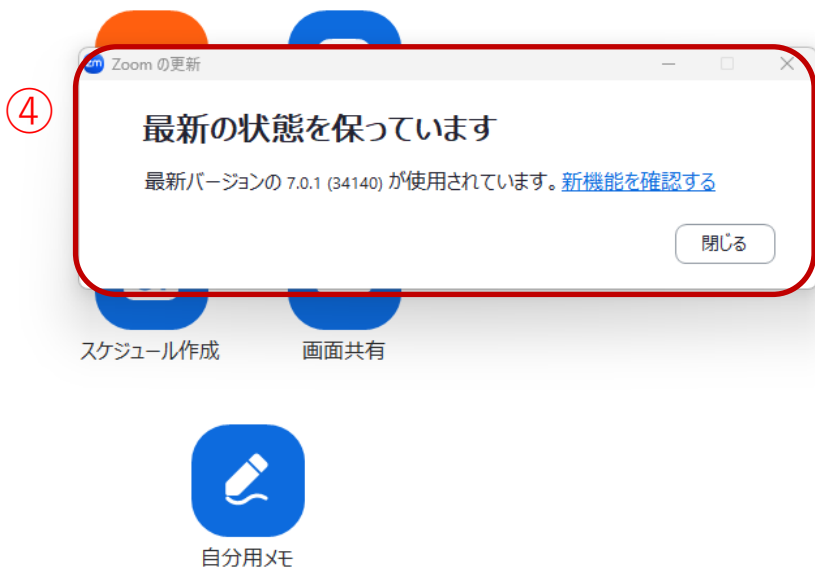 zm Zoom の更新
④
最新の状態を保っています
最新バージョンの 7.0.1 (34140) が使用されています。新機能を確認する
閉じる
スケジュール作成
画面共有
自分用メモ